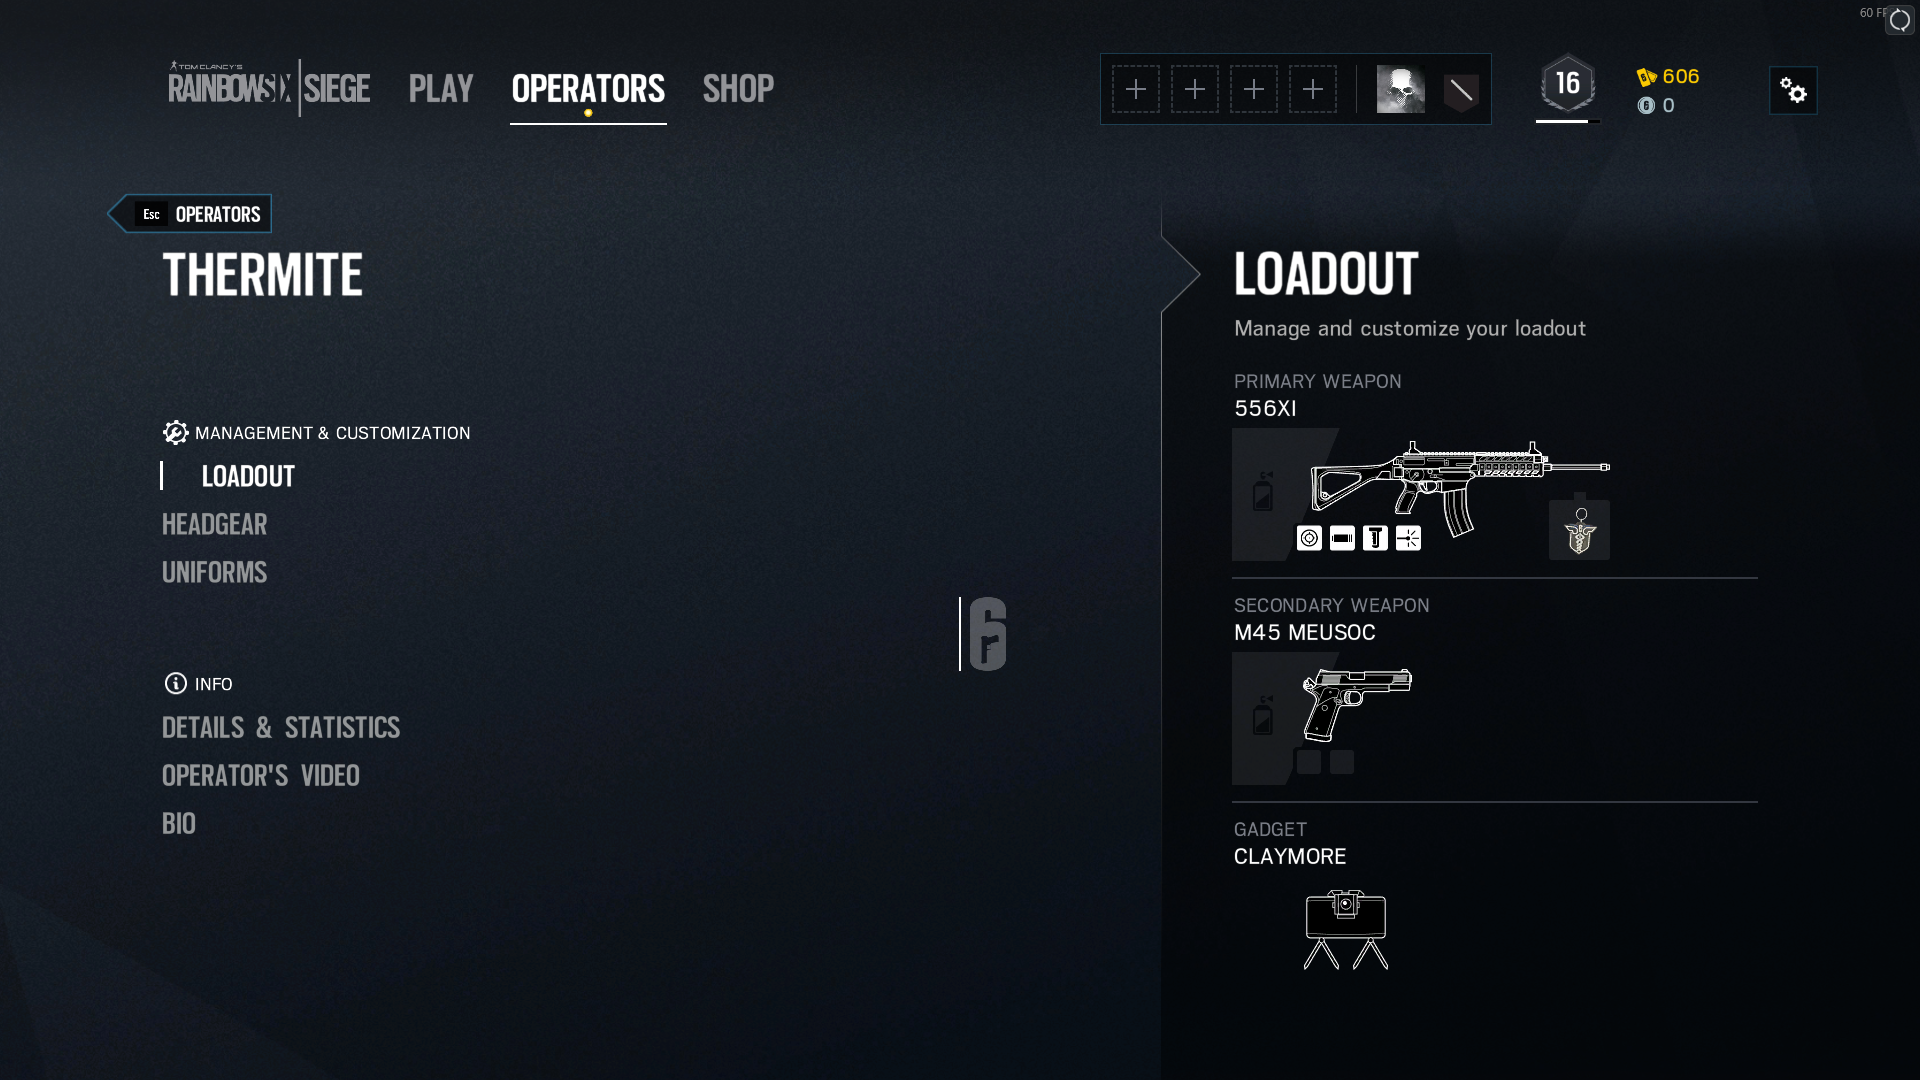 TOM CLANCY'S
RAINBOWSIX SIEGE PLAY OPERATORS SHOP
16
606
0
Esc OPERATORS
THERMITE
MANAGEMENT & CUSTOMIZATION
LOADOUT
HEADGEAR
UNIFORMS
INFO
DETAILS & STATISTICS
OPERATOR'S VIDEO
BIO
6
LOADOUT
Manage and customize your loadout
PRIMARY WEAPON
556XI
SECONDARY WEAPON
M45 MEUSOC
GADGET
CLAYMORE